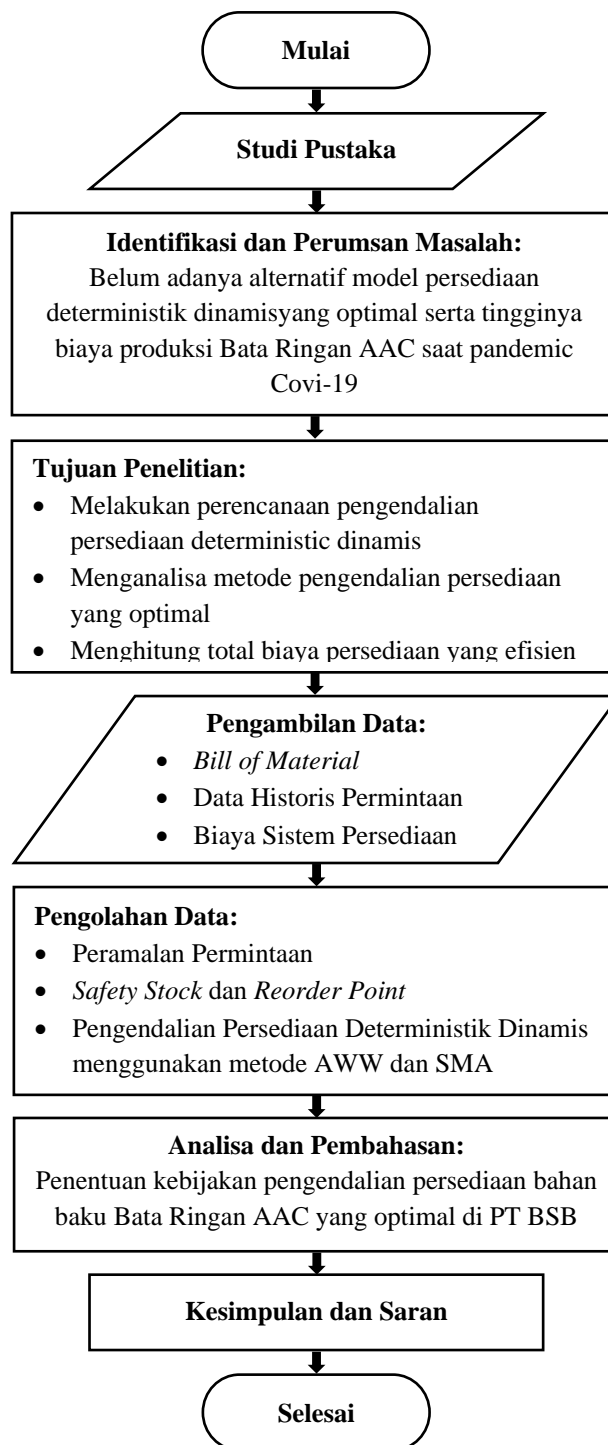 Mulai
Studi Pustaka
Identifikasi dan Perumsan Masalah:
Belum adanya alternatif model persediaan
deterministik dinamisyang optimal serta tingginya
biaya produksi Bata Ringan AAC saat pandemic
Covi-19
Tujuan Penelitian:
• Melakukan perencanaan pengendalian
persediaan deterministic dinamis
• Menganalisa metode pengendalian persediaan
yang optimal
• Menghitung total biaya persediaan yang efisien
Pengambilan Data:
• Bill of Material
• Data Historis Permintaan
• Biaya Sistem Persediaan
Pengolahan Data:
• Peramalan Permintaan
• Safety Stock dan Reorder Point
• Pengendalian Persediaan Deterministik Dinamis
menggunakan metode AWW dan SMA
Analisa dan Pembahasan:
Penentuan kebijakan pengendalian persediaan bahan
baku Bata Ringan AAC yang optimal di PT BSB
Kesimpulan dan Saran
Selesai